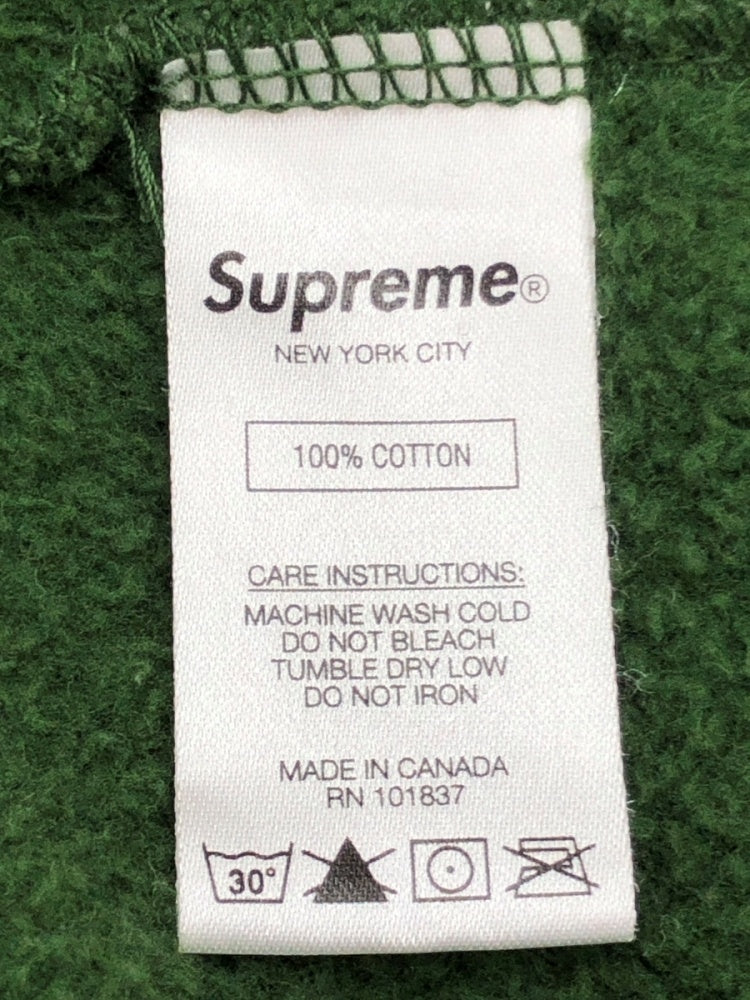 Supreme®
NEW YORK CITY
100% COTTON
CARE INSTRUCTIONS:
MACHINE WASH COLD
DO NOT BLEACH
TUMBLE DRY LOW
DO NOT IRON
MADE IN CANADA
RN 101837
30°